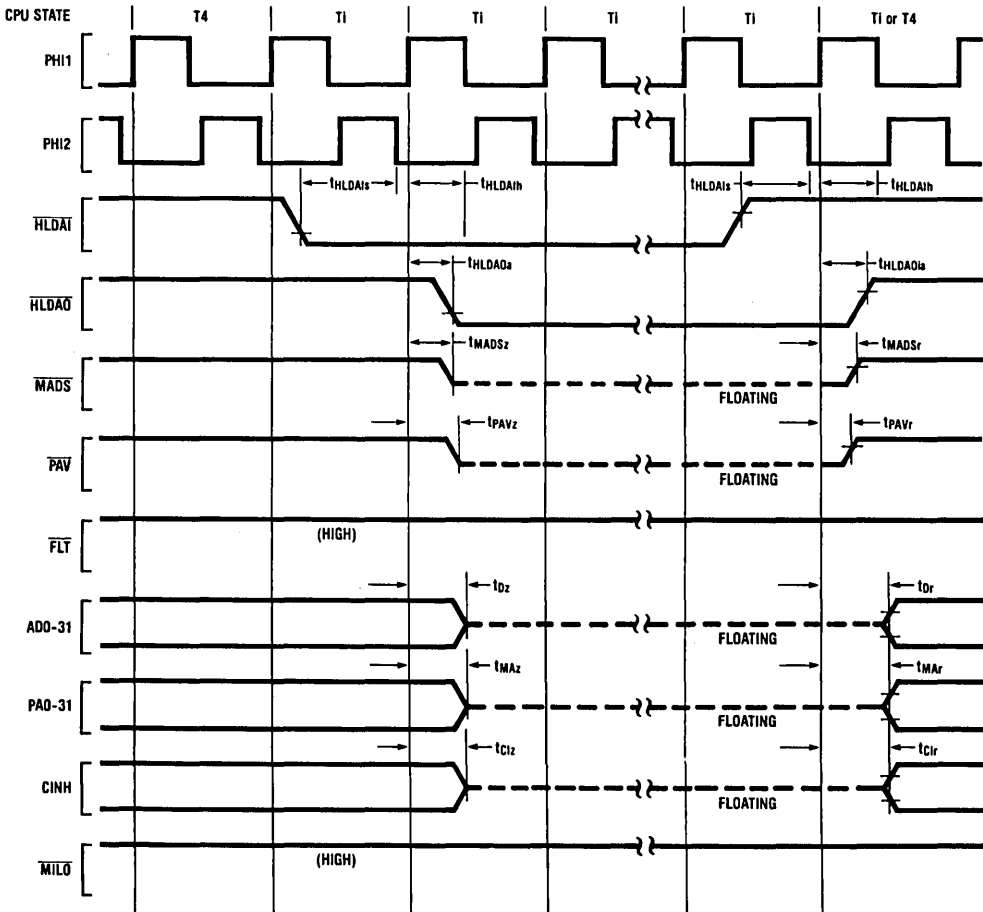 CPU STATE T4 Ti Ti Ti Ti Ti or T4
PHI1
PHI2
tHLDAIs tHLDAIh tHLDAIs tHLDAIh
HLDAI
tHLDAOa tHLDAOia
HLDAO
tMADSz tMADSr
MADS
FLOATING
tPAVz tPAVr
PAV
FLOATING
(HIGH)
FLT
tDz tDr
AD0-31
FLOATING
tMAz tMAr
PA0-31
FLOATING
tCIz tCIr
CINH
FLOATING
(HIGH)
MILO